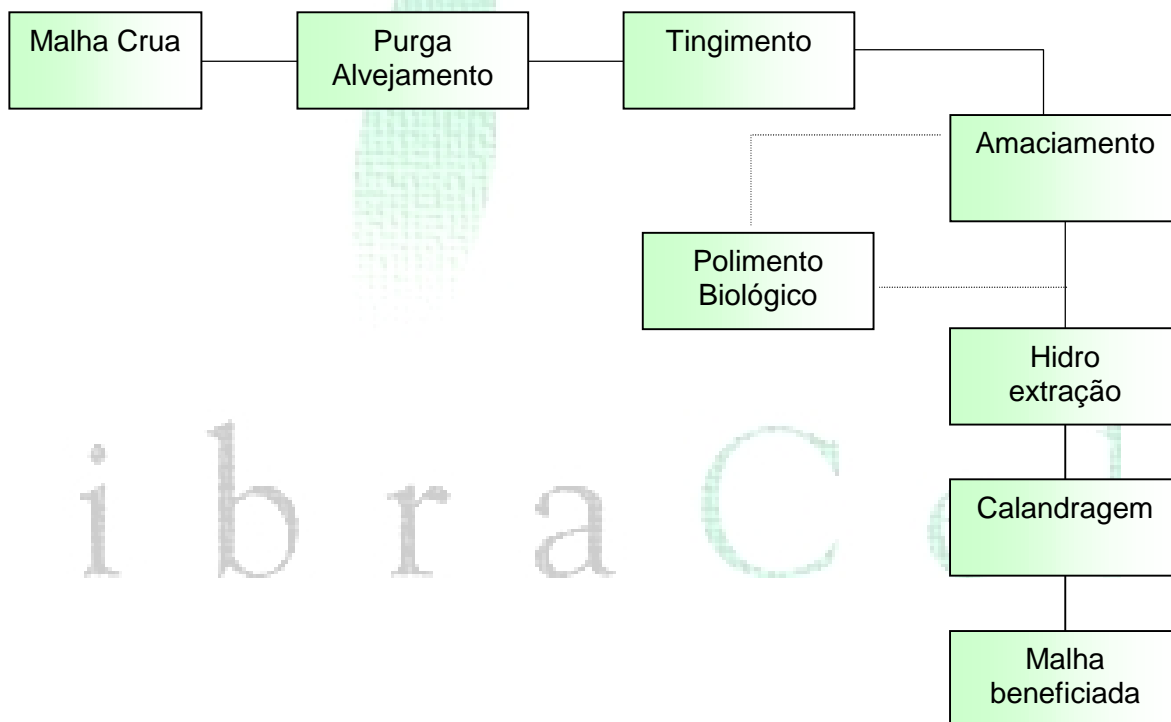 Malha Crua
Purga
Alvejamento
Tingimento
Amaciamento
Polimento
Biológico
Hidro
extração
i b r a C
Calandragem
Malha
beneficiada